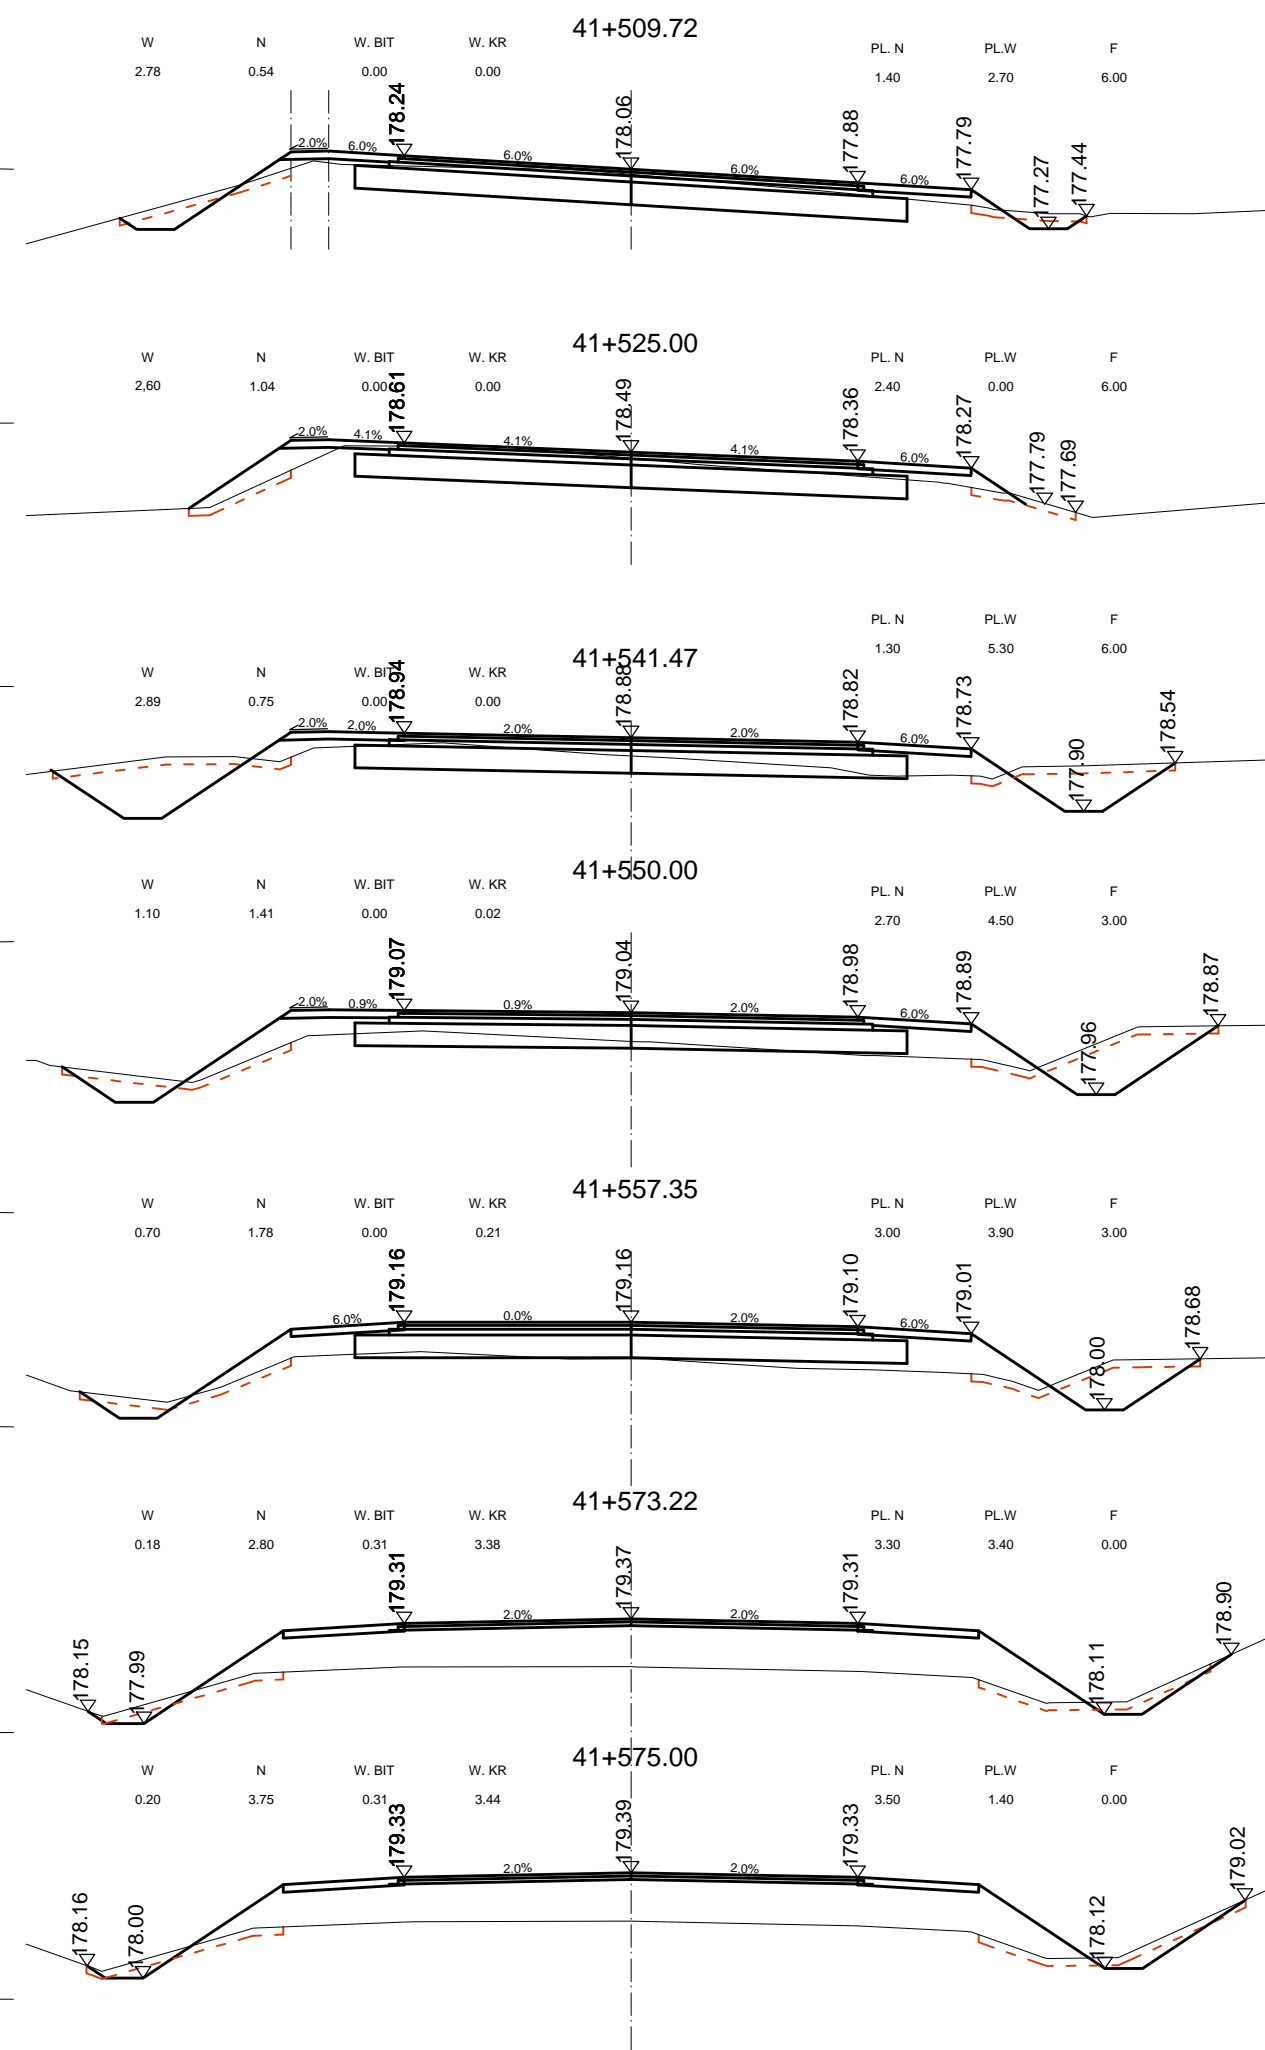 41+509.72
W N W. BIT W. KR PL. N PL.W F
2.78 0.54 0.00 0.00 1.40 2.70 6.00
178.24 178.06 177.88 177.79 177.27 177.44
2.0% 6.0% 6.0% 6.0% 6.0%
41+525.00
W N W. BIT W. KR PL. N PL.W F
2,60 1.04 0.00 0.00 2.40 0.00 6.00
178.61 178.49 178.36 178.27 177.79 177.69
2.0% 4.1% 4.1% 4.1% 6.0%
41+541.47
W N W. BIT W. KR PL. N PL.W F
2.89 0.75 0.00 0.00 1.30 5.30 6.00
178.94 178.88 178.82 178.73 177.90 178.54
2.0% 2.0% 2.0% 2.0% 6.0%
41+550.00
W N W. BIT W. KR PL. N PL.W F
1.10 1.41 0.00 0.02 2.70 4.50 3.00
179.07 179.04 178.98 178.89 177.96 178.87
2.0% 0.9% 0.9% 2.0% 6.0%
41+557.35
W N W. BIT W. KR PL. N PL.W F
0.70 1.78 0.00 0.21 3.00 3.90 3.00
179.16 179.16 179.10 179.01 178.00 178.68
6.0% 0.0% 2.0% 6.0%
41+573.22
W N W. BIT W. KR PL. N PL.W F
0.18 2.80 0.31 3.38 3.30 3.40 0.00
178.15 177.99 179.31 179.37 179.31 178.11 178.90
2.0% 2.0%
41+575.00
W N W. BIT W. KR PL. N PL.W F
0.20 3.75 0.31 3.44 3.50 1.40 0.00
178.16 178.00 179.33 179.39 179.33 178.12 179.02
2.0% 2.0%